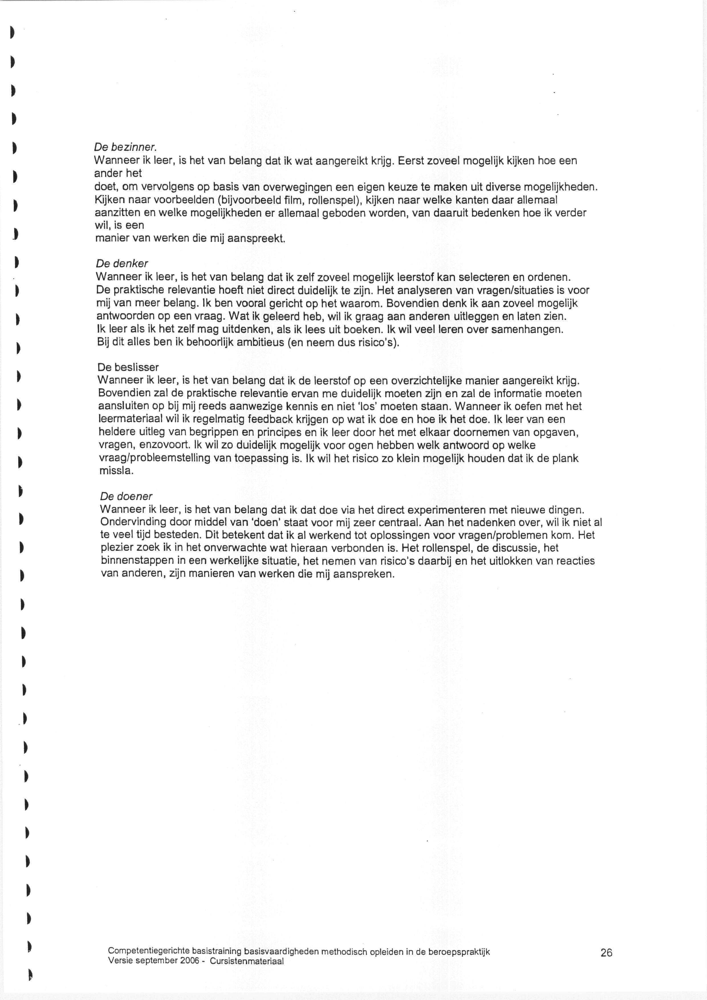 De bezinner.
Wanneer ik leer, is het van belang dat ik wat aangereikt krijg. Eerst zoveel mogelijk kijken hoe een
ander het
doet, om vervolgens op basis van overwegingen een eigen keuze te maken uit diverse mogelijkheden.
Kijken naar voorbeelden (bijvoorbeeld film, rollenspel), kijken naar welke kanten daar allemaal
aanzitten en welke mogelijkheden er allemaal geboden worden, van daaruit bedenken hoe ik verder
wil, is een
manier van werken die mij aanspreekt.
De denker
Wanneer ik leer, is het van belang dat ik zelf zoveel mogelijk leerstof kan selecteren en ordenen.
De praktische relevantie hoeft niet direct duidelijk te zijn. Het analyseren van vragen/situaties is voor
mij van meer belang. Ik ben vooral gericht op het waarom. Bovendien denk ik aan zoveel mogelijk
antwoorden op een vraag. Wat ik geleerd heb, wil ik graag aan anderen uitleggen en laten zien.
Ik leer als ik het zelf mag uitdenken, als ik lees uit boeken. Ik wil veel leren over samenhangen.
Bij dit alles ben ik behoorlijk ambitieus (en neem dus risico's).
De beslisser
Wanneer ik leer, is het van belang dat ik de leerstof op een overzichtelijke manier aangereikt krijg.
Bovendien zal de praktische relevantie ervan me duidelijk moeten zijn en zal de informatie moeten
aansluiten op bij mij reeds aanwezige kennis en niet 'los' moeten staan. Wanneer ik oefen met het
leermateriaal wil ik regelmatig feedback krijgen op wat ik doe en hoe ik het doe. Ik leer van een
heldere uitleg van begrippen en principes en ik leer door het met elkaar doornemen van opgaven,
vragen, enzovoort. Ik wil zo duidelijk mogelijk voor ogen hebben welk antwoord op welke
vraag/probleemstelling van toepassing is. Ik wil het risico zo klein mogelijk houden dat ik de plank
missla.
De doener
Wanneer ik leer, is het van belang dat ik dat doe via het direct experimenteren met nieuwe dingen.
Ondervinding door middel van 'doen' staat voor mij zeer centraal. Aan het nadenken over, wil ik niet al
te veel tijd besteden. Dit betekent dat ik al werkend tot oplossingen voor vragen/problemen kom. Het
plezier zoek ik in het onverwachte wat hieraan verbonden is. Het rollenspel, de discussie, het
binnenstappen in een werkelijke situatie, het nemen van risico's daarbij en het uitlokken van reacties
van anderen, zijn manieren van werken die mij aanspreken.
Competentiegerichte basistraining basisvaardigheden methodisch opleiden in de beroepspraktijk 26
Versie september 2006 - Cursistenmateriaal